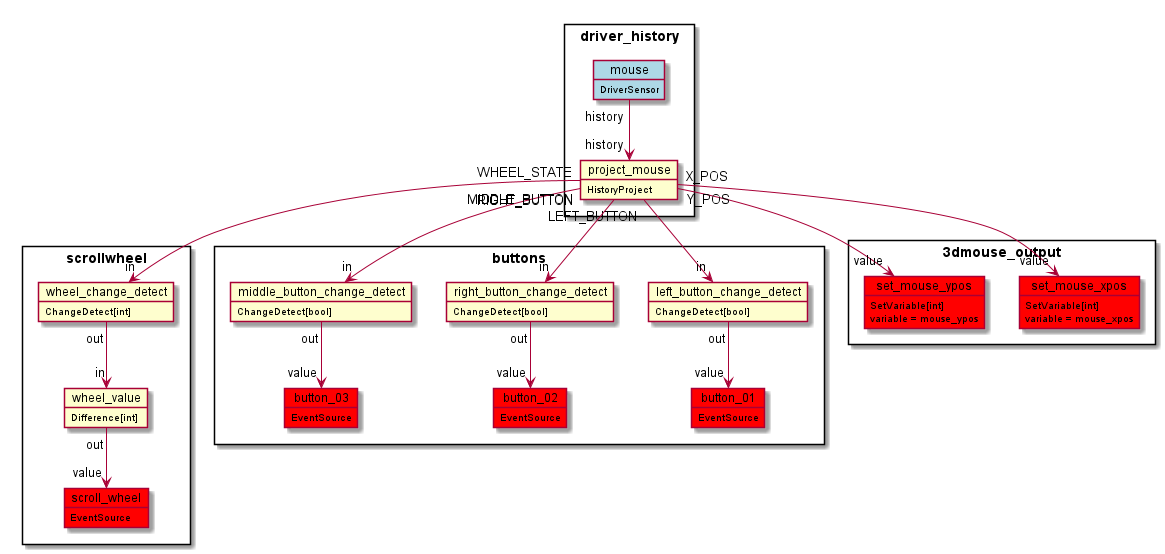 driver_history
mouse
DriverSensor
history
history
project_mouse
HistoryProject
WHEEL_STATE
X_POS
RIGHT_BUTTON
Y_POS
LEFT_BUTTON
scrollwheel
in
wheel_change_detect
ChangeDetect[int]
out
in
wheel_value
Difference[int]
out
value
scroll_wheel
EventSource
buttons
in
in
in
middle_button_change_detect
ChangeDetect[bool]
right_button_change_detect
ChangeDetect[bool]
left_button_change_detect
ChangeDetect[bool]
out
out
out
value
value
value
button_03
EventSource
button_02
EventSource
button_01
EventSource
3dmouse_output
value
value
set_mouse_ypos
SetVariable[int]
variable = mouse_ypos
set_mouse_xpos
SetVariable[int]
variable = mouse_xpos